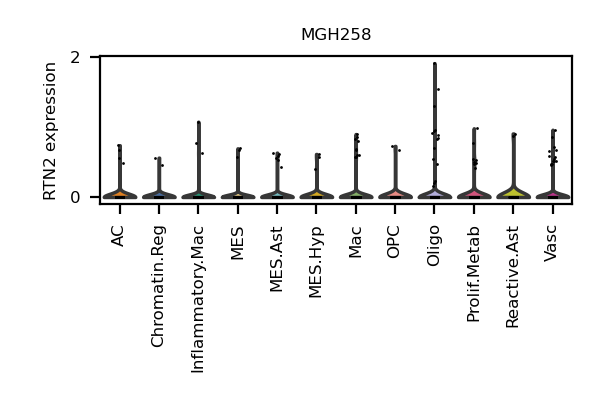 MGH258
2
0
RTN2 expression
AC
Chromatin.Reg
Inflammatory.Mac
MES
MES.Ast
MES.Hyp
Mac
OPC
Oligo
Prolif.Metab
Reactive.Ast
Vasc